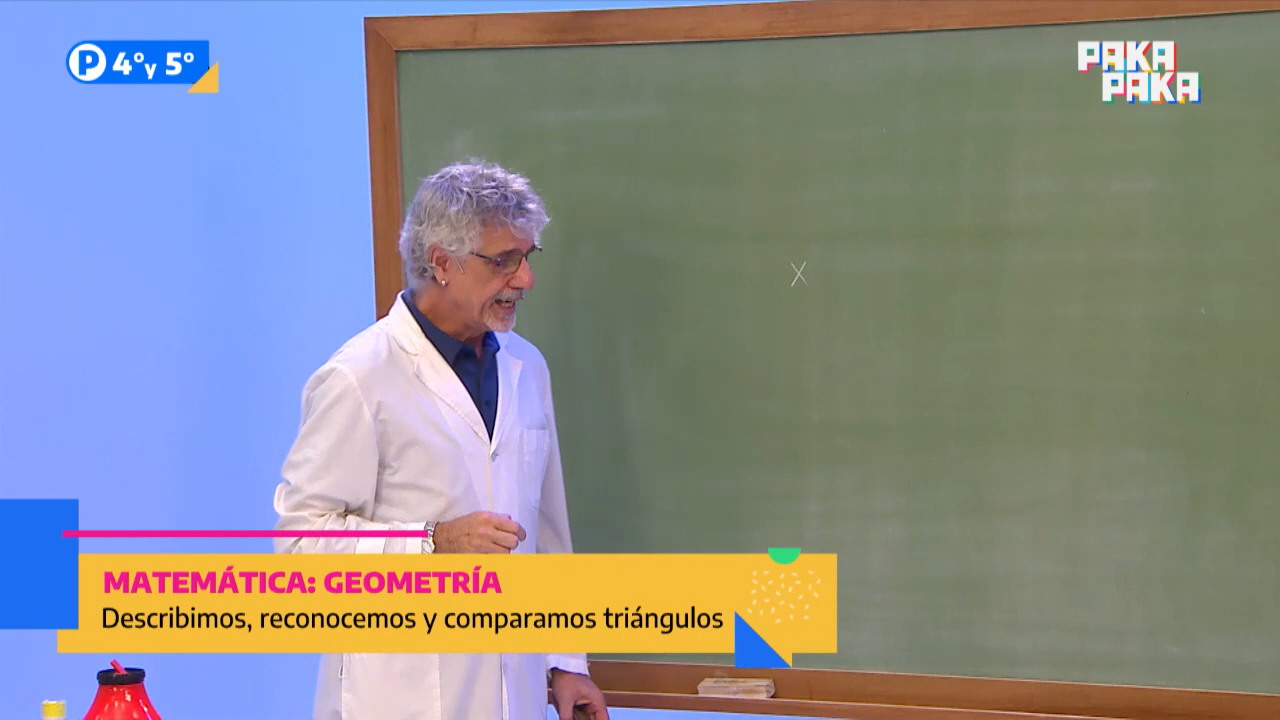 P 4° y 5°
PAKA
PAKA
x
MATEMÁTICA: GEOMETRÍA
Describimos, reconocemos y comparamos triángulos